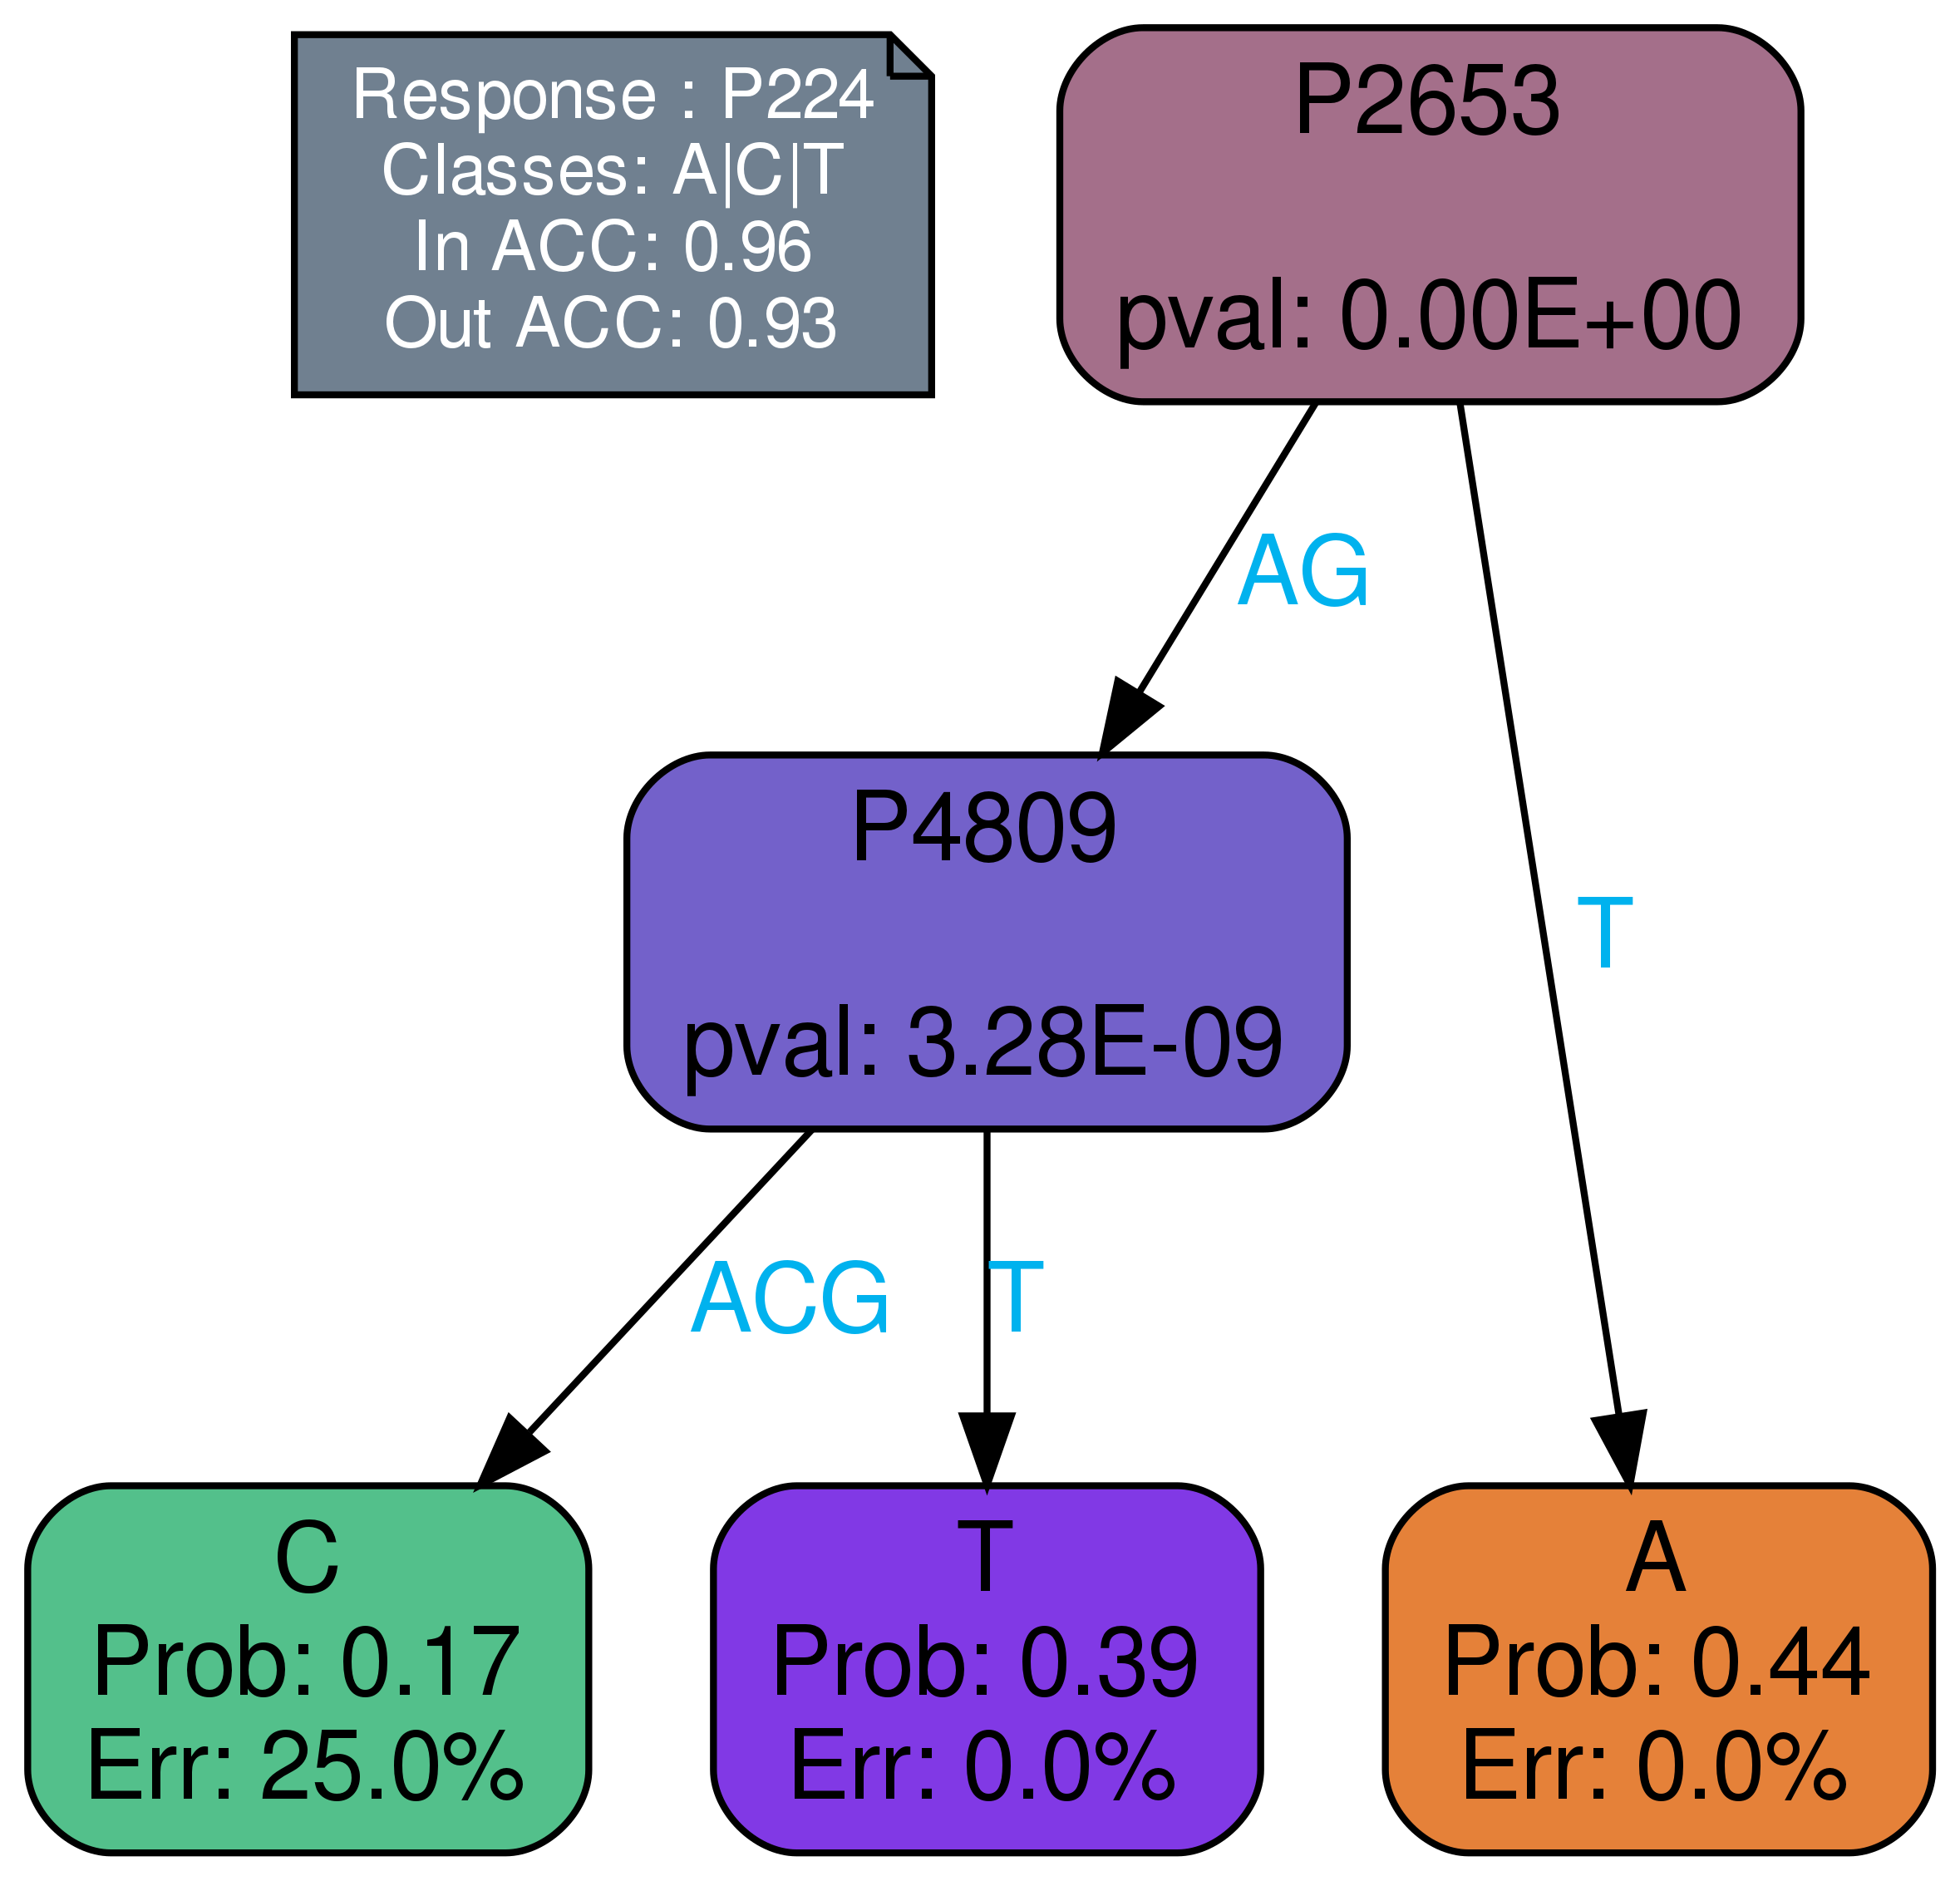 Response : P224
Classes: A|C|T
In ACC: 0.96
Out ACC: 0.93
P2653
pval: 0.00E+00
AG
T
P4809
pval: 3.28E-09
ACG
T
C
Prob: 0.17
Err: 25.0%
T
Prob: 0.39
Err: 0.0%
A
Prob: 0.44
Err: 0.0%